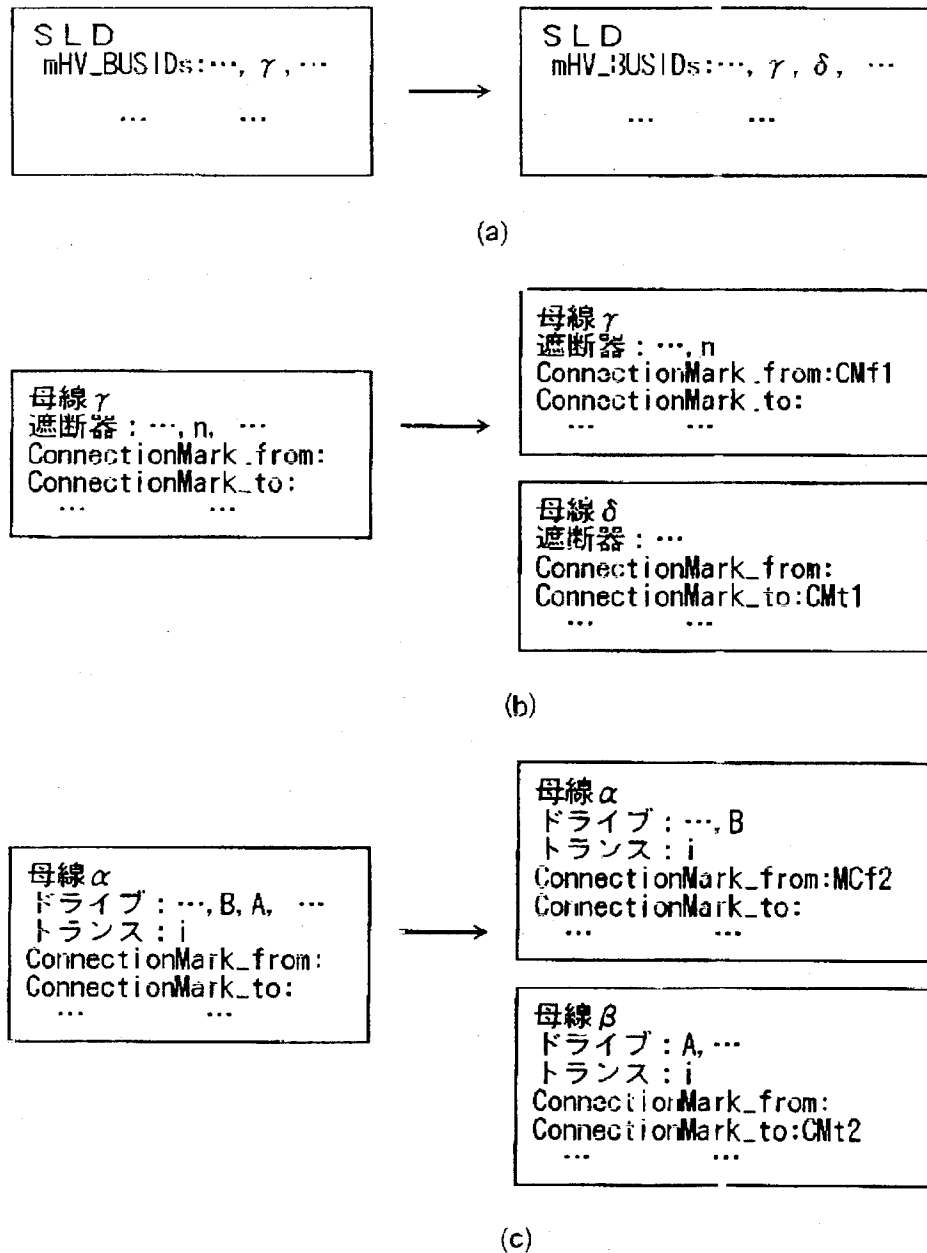 SLD
mHV_BUSIDs:…, γ, …
… …
SLD
mHV_BUSIDs:…, γ, δ, …
… …
(a)
母線γ
遮断器：…, n, …
ConnectionMark_from:
ConnectionMark_to:
… …
母線γ
遮断器：…, n
ConnectionMark_from:CMf1
ConnectionMark_to:
… …
母線δ
遮断器：…
ConnectionMark_from:
ConnectionMark_to:CMt1
… …
(b)
母線α
ドライブ：…, B, A, …
トランス：i
ConnectionMark_from:
ConnectionMark_to:
… …
母線α
ドライブ：…, B
トランス：i
ConnectionMark_from:MCf2
ConnectionMark_to:
… …
母線β
ドライブ：A, …
トランス：i
ConnectionMark_from:
ConnectionMark_to:CMt2
… …
(c)